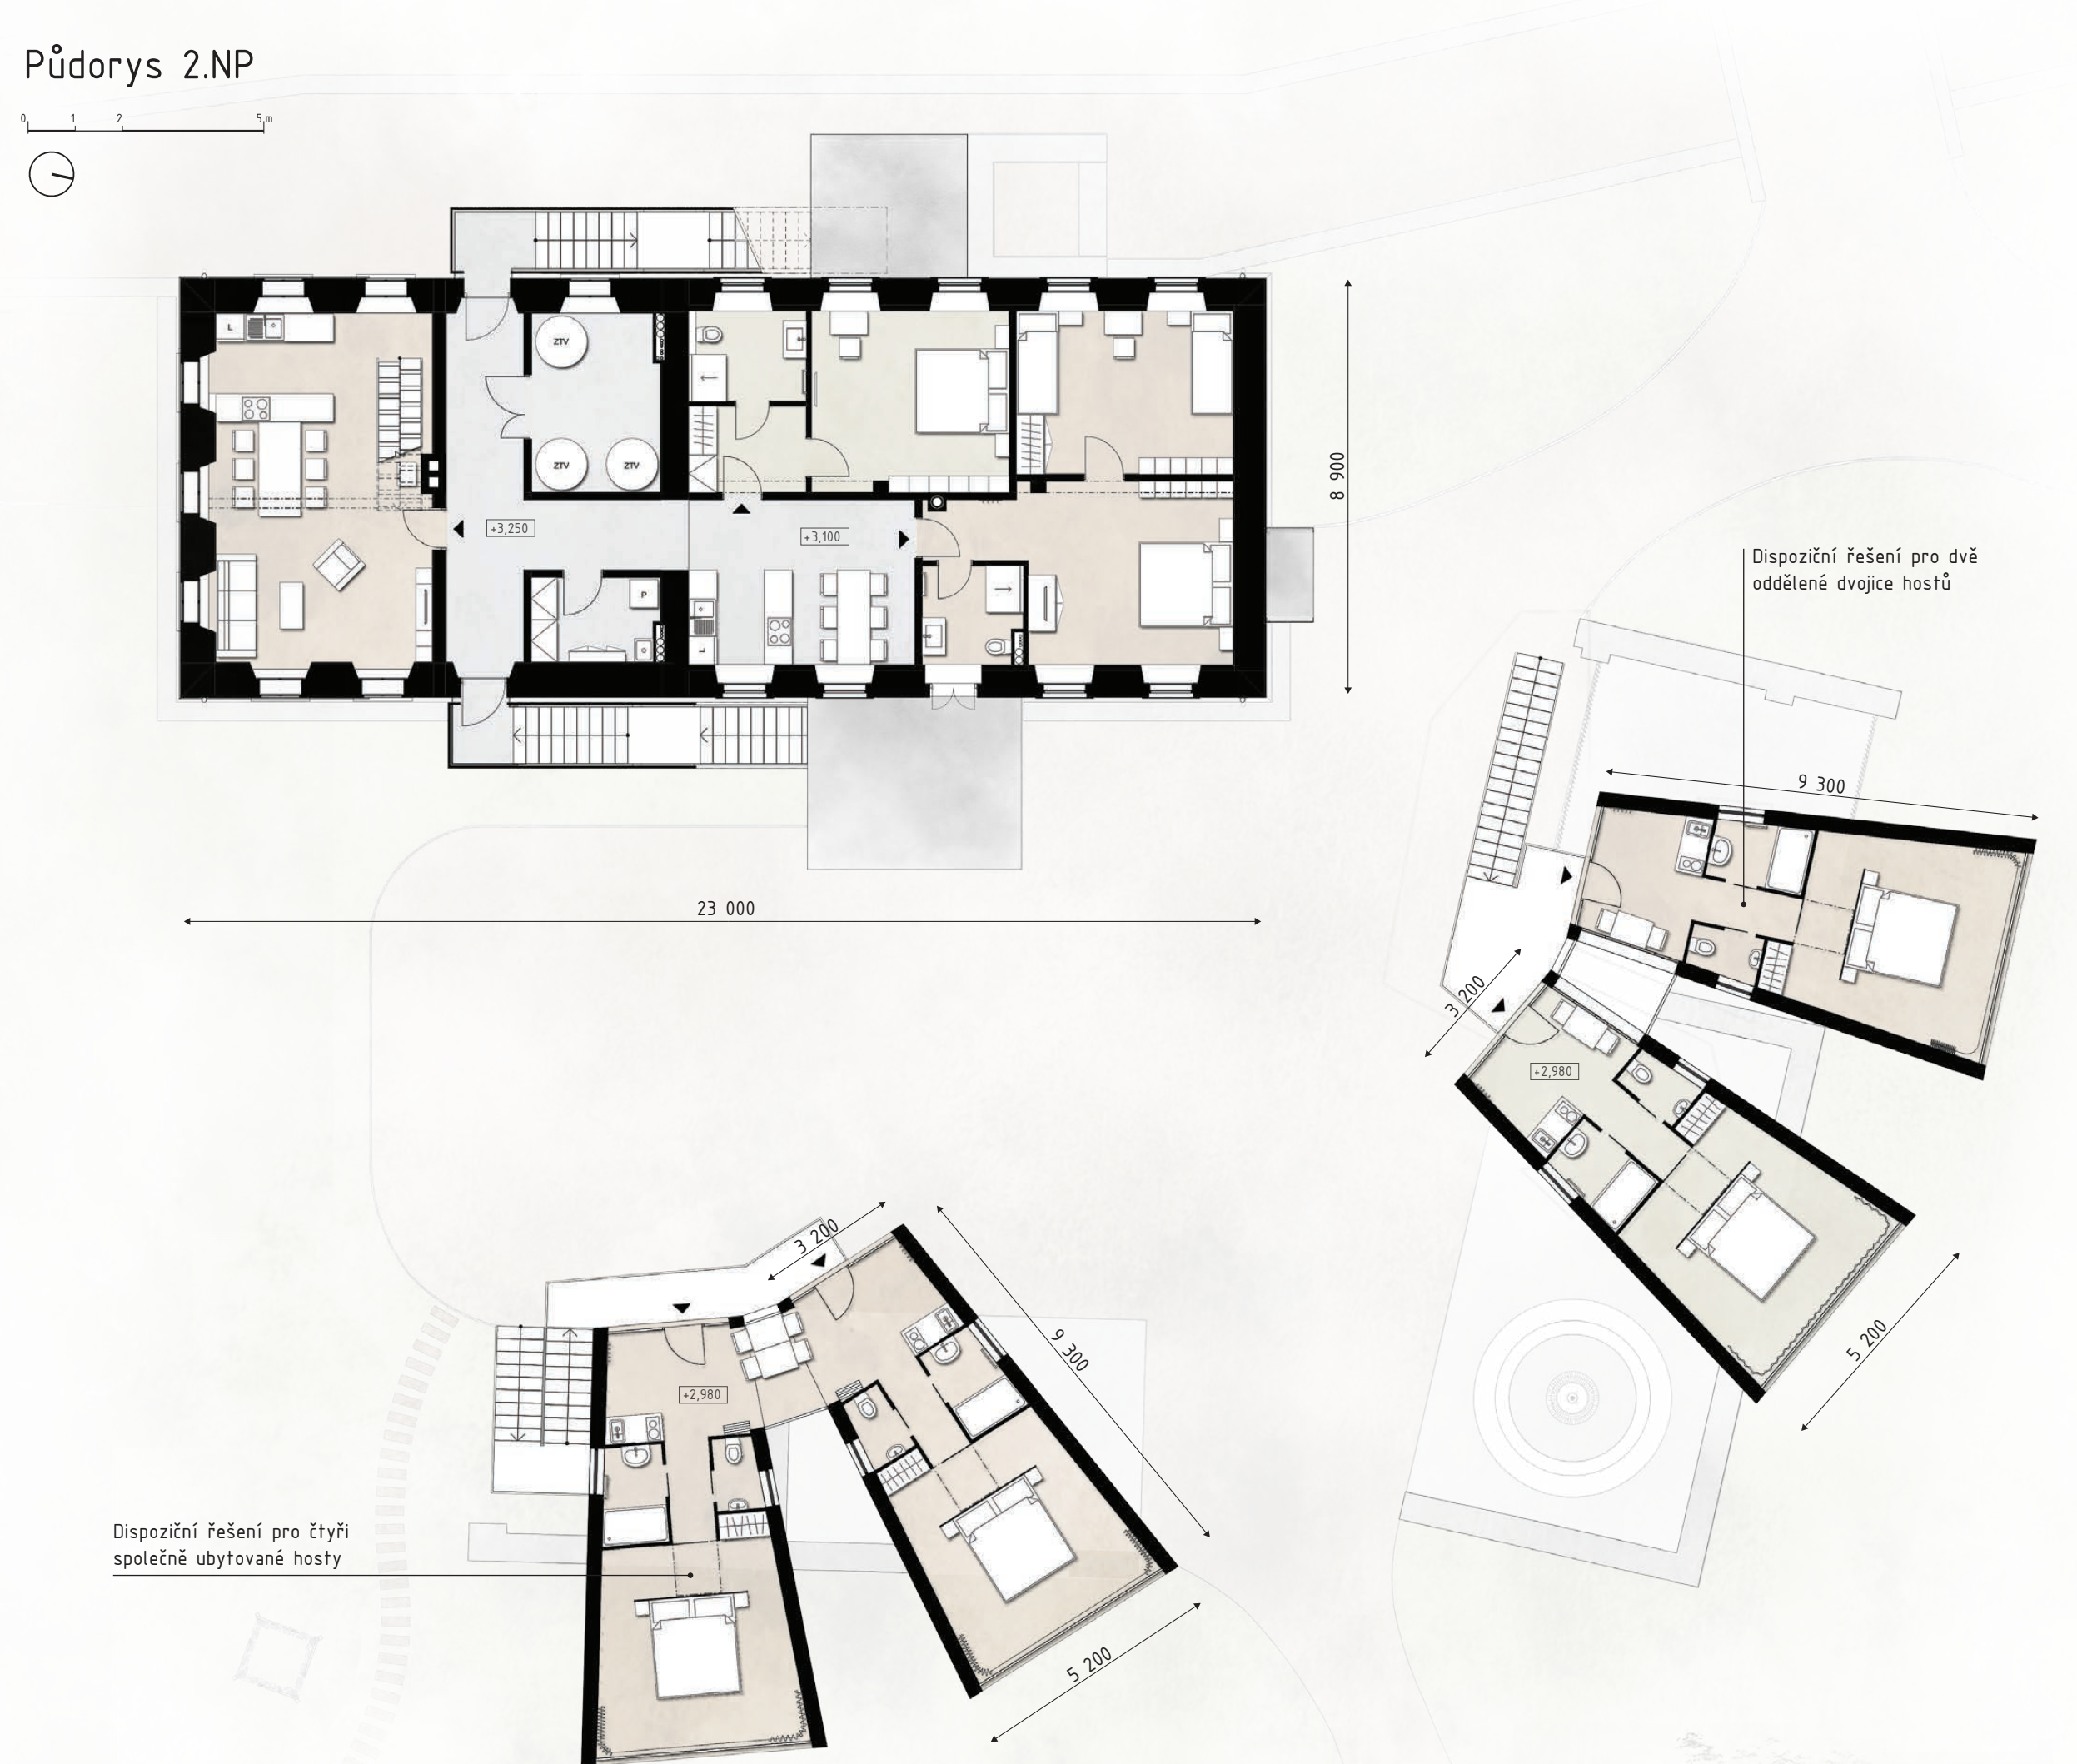 Půdorys 2.NP
0 1 2 5 m
L
ZTV
ZTV ZTV
+3,250
+3,100
P
L
8 900
23 000
Dispoziční řešení pro dvě
oddělené dvojice hostů
9 300
3 200
+2,980
5 200
3 200
9 300
+2,980
5 200
Dispoziční řešení pro čtyři
společně ubytované hosty